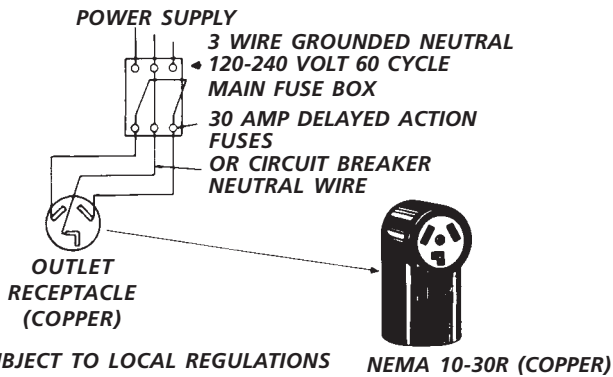 POWER SUPPLY
3 WIRE GROUNDED NEUTRAL
120-240 VOLT 60 CYCLE
MAIN FUSE BOX
30 AMP DELAYED ACTION
FUSES
OR CIRCUIT BREAKER
NEUTRAL WIRE
OUTLET
RECEPTACLE
(COPPER)
BJECT TO LOCAL REGULATIONS
NEMA 10-30R (COPPER)